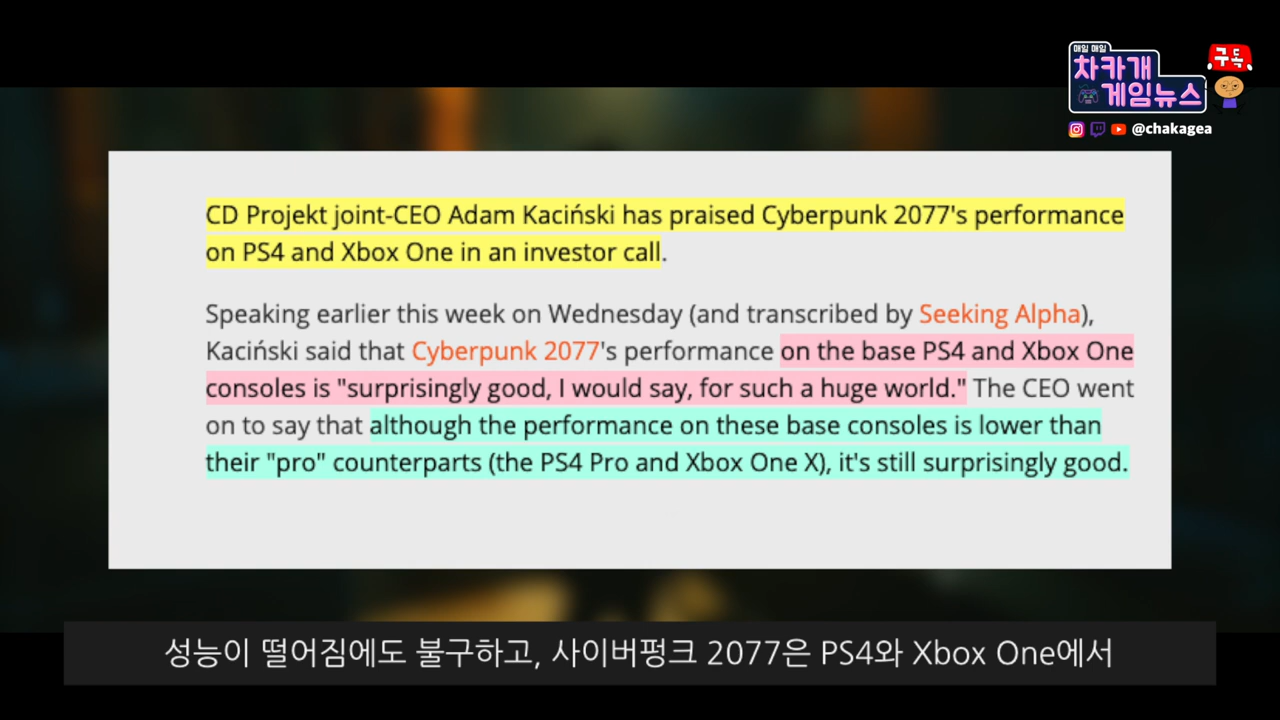 매일 매일
차카개
게임뉴스
구독
@chakagea
CD Projekt joint-CEO Adam Kaciński has praised Cyberpunk 2077's performance
on PS4 and Xbox One in an investor call.
Speaking earlier this week on Wednesday (and transcribed by Seeking Alpha),
Kaciński said that Cyberpunk 2077's performance on the base PS4 and Xbox One
consoles is "surprisingly good, I would say, for such a huge world." The CEO went
on to say that although the performance on these base consoles is lower than
their "pro" counterparts (the PS4 Pro and Xbox One X), it's still surprisingly good.
성능이 떨어짐에도 불구하고, 사이버펑크 2077은 PS4와 Xbox One에서